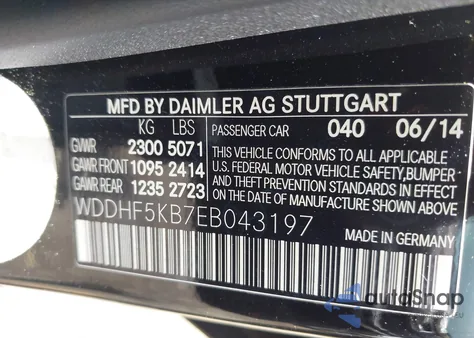 MFD BY DAIMLER AG STUTTGART
KG LBS
GVWR 2300 5071
GAWR FRONT 1095 2414
GAWR REAR 1235 2723
PASSENGER CAR 040 06/14
THIS VEHICLE CONFORMS TO ALL APPLICABLE
U.S. FEDERAL MOTOR VEHICLE SAFETY,BUMPER
AND THEFT PREVENTION STANDARDS IN EFFECT
ON THE DATE OF MANUFACTURE SHOWN ABOVE
WDDHF5KB7EB043197
MADE IN GERMANY
autoSnap